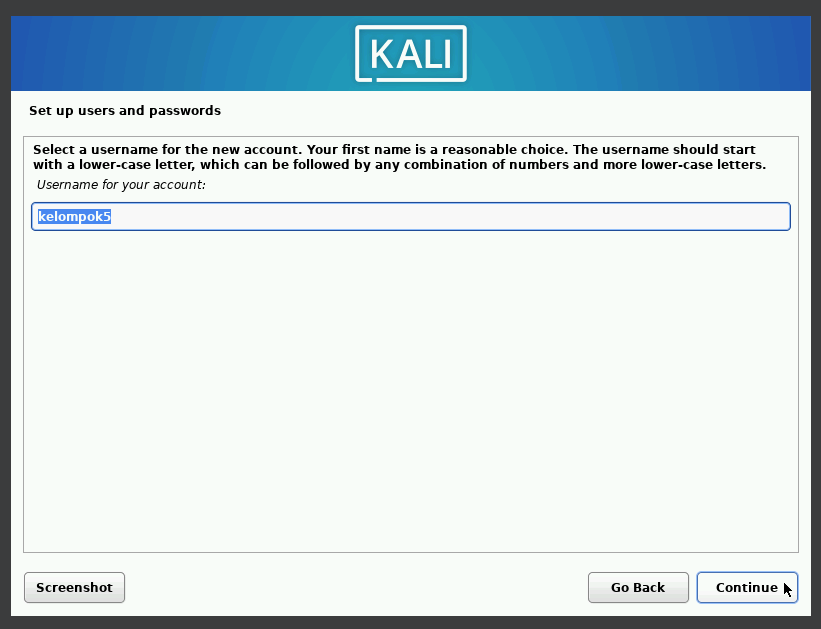 KALI
Set up users and passwords
Select a username for the new account. Your first name is a reasonable choice. The username should start
with a lower-case letter, which can be followed by any combination of numbers and more lower-case letters.
Username for your account:
kelompok5
Screenshot
Go Back
Continue